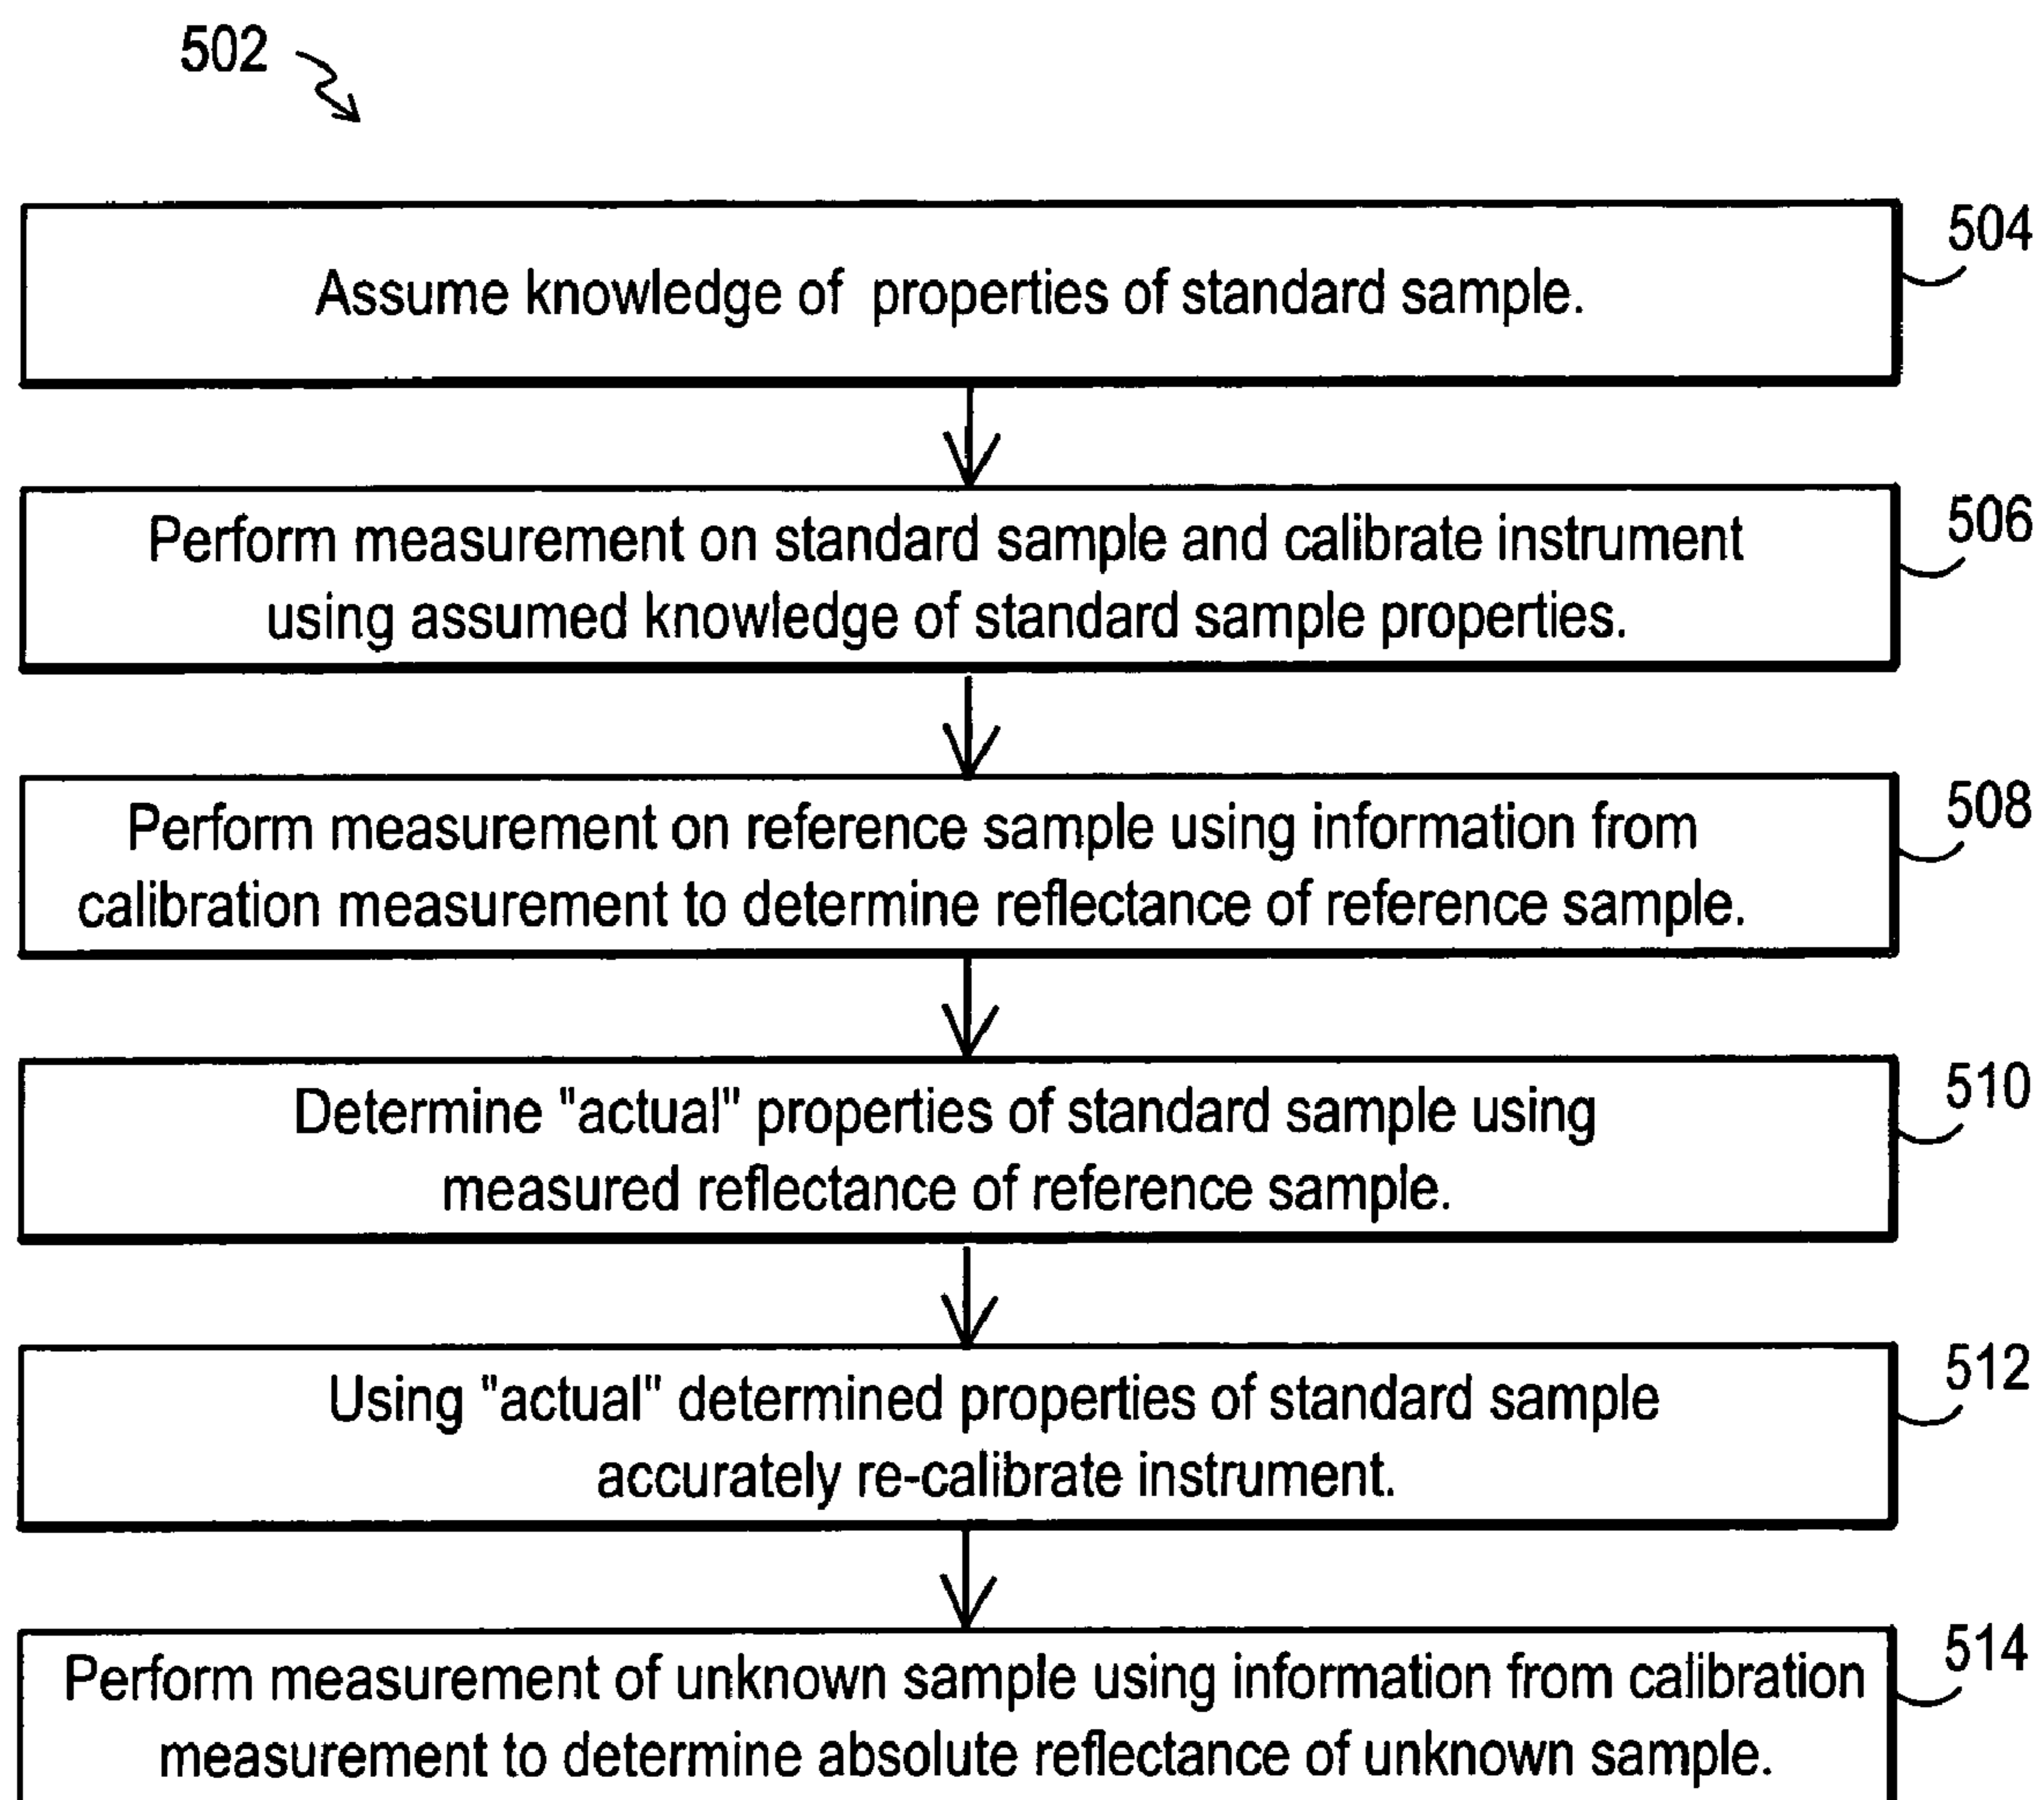 502
504
Assume knowledge of properties of standard sample.
506
Perform measurement on standard sample and calibrate instrument
using assumed knowledge of standard sample properties.
508
Perform measurement on reference sample using information from
calibration measurement to determine reflectance of reference sample.
510
Determine "actual" properties of standard sample using
measured reflectance of reference sample.
512
Using "actual" determined properties of standard sample
accurately re-calibrate instrument.
514
Perform measurement of unknown sample using information from calibration
measurement to determine absolute reflectance of unknown sample.